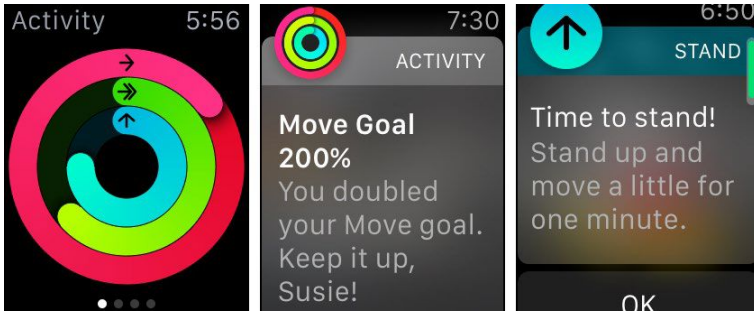 Activity 5:56
7:30
ACTIVITY
Move Goal
200%
You doubled
your Move goal.
Keep it up,
Susie!
6:50
STAND
Time to stand!
Stand up and
move a little for
one minute.
OK